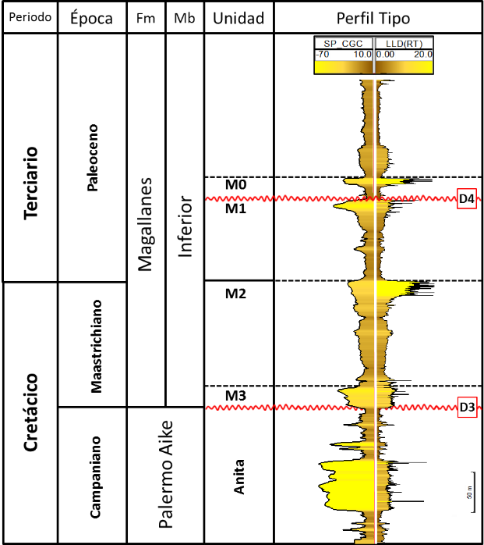 Periodo Época Fm Mb Unidad Perfil Tipo
SP_CGC LLD(RT)
-70 10.0 0.00 20.0
Terciario
Paleoceno
Magallanes
Inferior
M0
D4
M1
M2
Cretácico
Maastrichiano
M3
D3
Campaniano
Palermo Aike
Anita
50 m